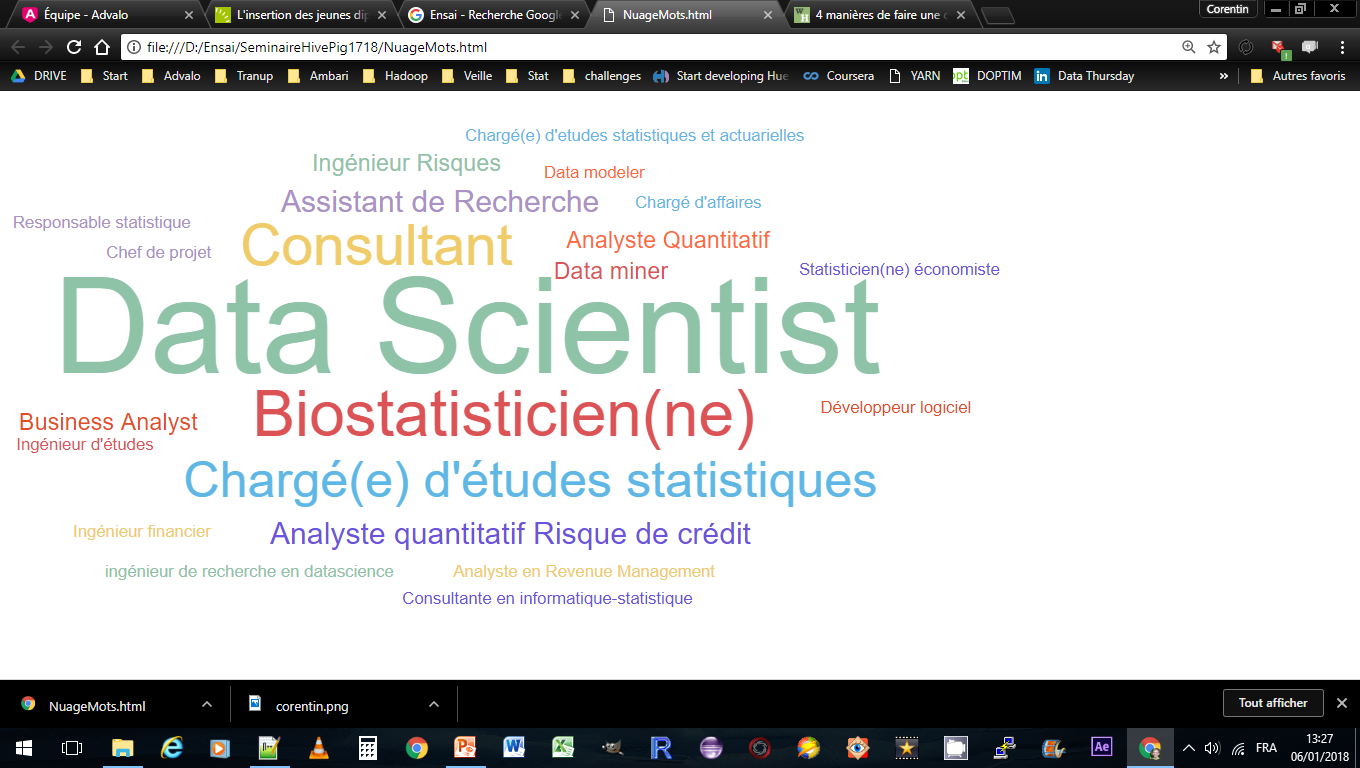 Équipe - Advalo
L'insertion des jeunes di
Ensai - Recherche Google
NuageMots.html
4 manières de faire une
Corentin
file:///D:/Ensai/SeminaireHivePig1718/NuageMots.html
DRIVE Start Advalo Tranup Ambari Hadoop Veille Stat challenges Start developing Hue Coursera YARN DOPTIM Data Thursday » Autres favoris
Chargé(e) d'etudes statistiques et actuarielles
Ingénieur Risques
Data modeler
Assistant de Recherche
Chargé d'affaires
Responsable statistique
Consultant
Analyste Quantitatif
Chef de projet
Data miner
Statisticien(ne) économiste
Data Scientist
Biostatisticien(ne)
Développeur logiciel
Business Analyst
Ingénieur d'études
Chargé(e) d'études statistiques
Ingénieur financier
Analyste quantitatif Risque de crédit
ingénieur de recherche en datascience
Analyste en Revenue Management
Consultante en informatique-statistique
NuageMots.html
corentin.png
Tout afficher
Ae
FRA
13:27
06/01/2018